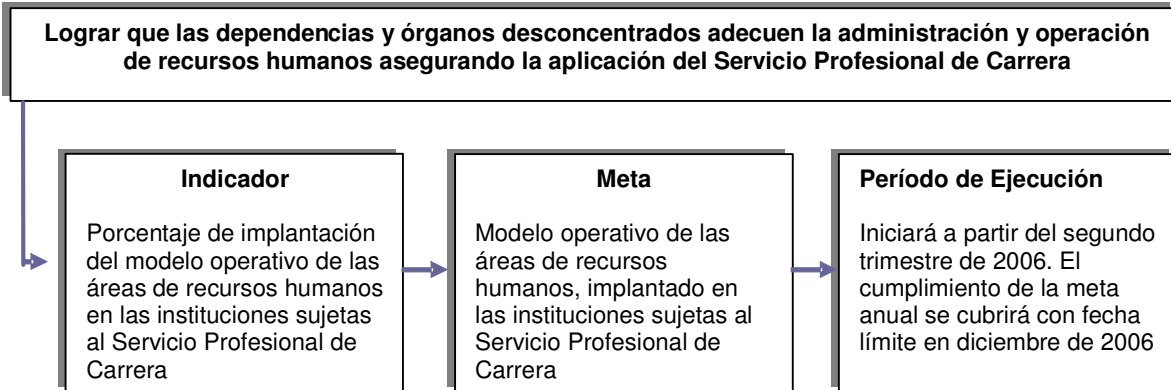 Lograr que las dependencias y órganos desconcentrados adecuen la administración y operación
de recursos humanos asegurando la aplicación del Servicio Profesional de Carrera
Indicador
Porcentaje de implantación
del modelo operativo de las
áreas de recursos humanos
en las instituciones sujetas
al Servicio Profesional de
Carrera
Meta
Modelo operativo de las
áreas de recursos
humanos, implantado en
las instituciones sujetas al
Servicio Profesional de
Carrera
Período de Ejecución
Iniciará a partir del segundo
trimestre de 2006. El
cumplimiento de la meta
anual se cubrirá con fecha
límite en diciembre de 2006